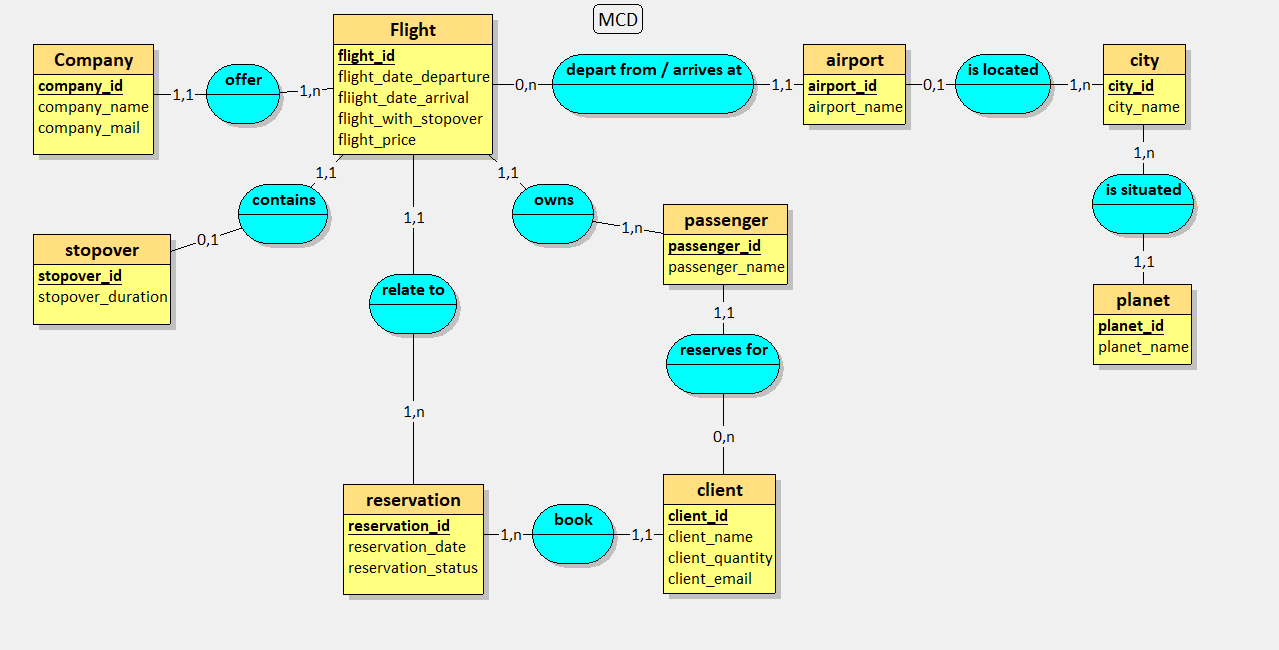 MCD
Company
company_id
company_name
company_mail
1,1
offer
1,n
Flight
flight_id
flight_date_departure
fliight_date_arrival
flight_with_stopover
flight_price
0,n
depart from / arrives at
1,1
airport
airport_id
airport_name
0,1
is located
1,n
city
city_id
city_name
1,n
is situated
1,1
planet
planet_id
planet_name
1,1
contains
0,1
stopover
stopover_id
stopover_duration
1,1
relate to
1,n
1,1
owns
1,n
passenger
passenger_id
passenger_name
1,1
reserves for
0,n
reservation
reservation_id
reservation_date
reservation_status
1,n
book
1,1
client
client_id
client_name
client_quantity
client_email